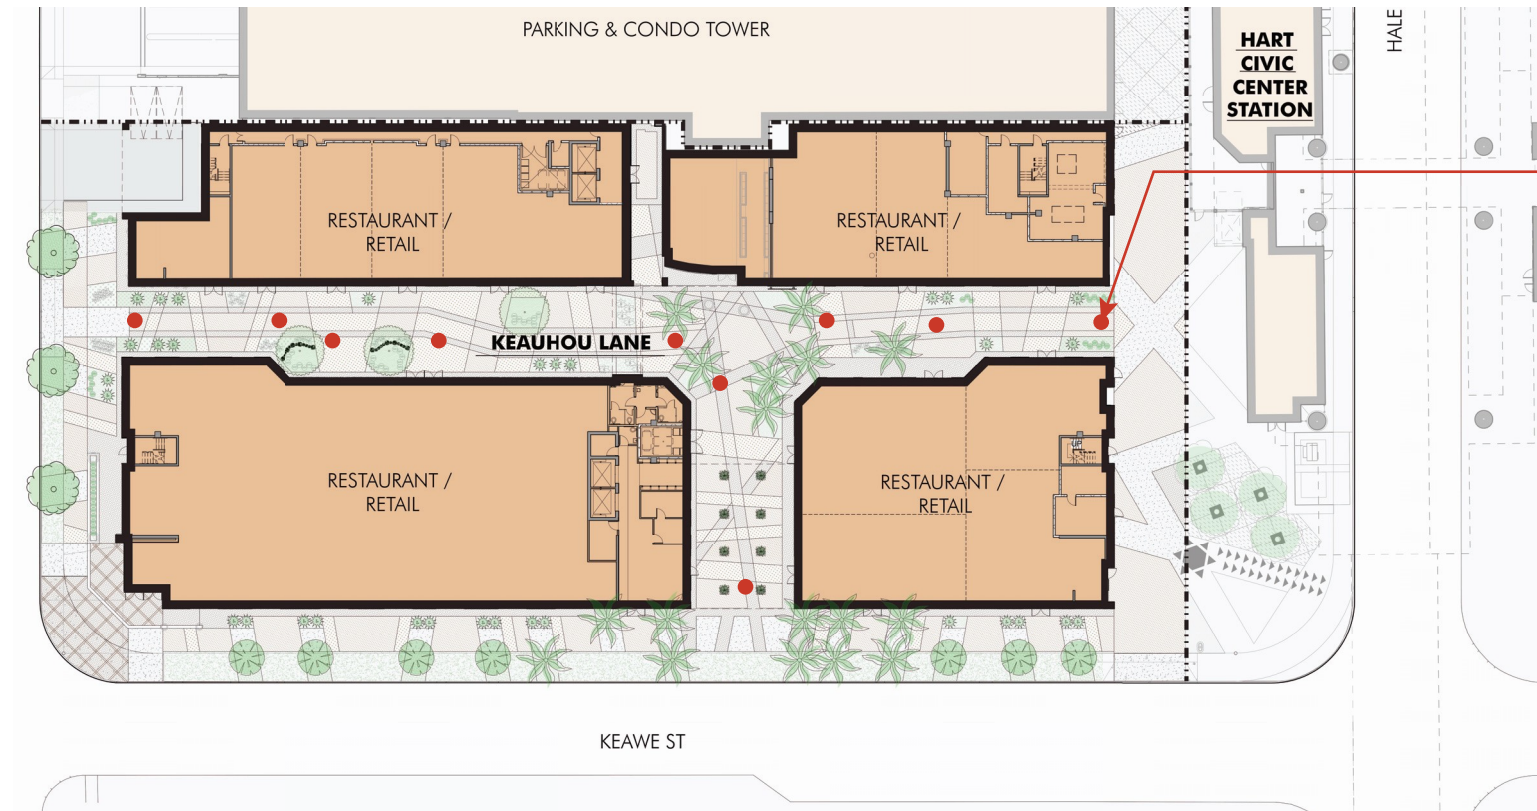 PARKING & CONDO TOWER
HART
CIVIC
CENTER
STATION
HALE
RESTAURANT /
RETAIL
RESTAURANT /
RETAIL
KEAUHOU LANE
RESTAURANT /
RETAIL
RESTAURANT /
RETAIL
KEAWE ST